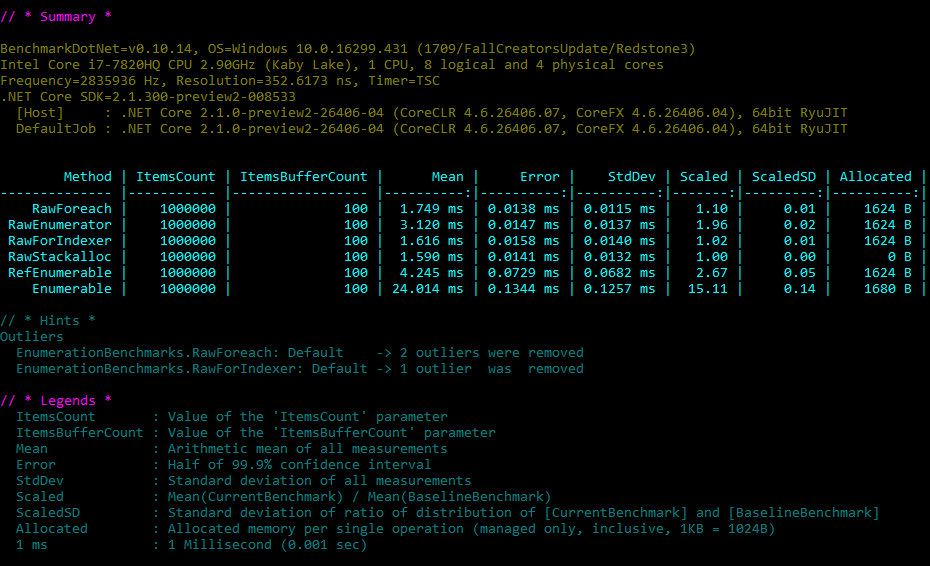 // * Summary *
BenchmarkDotNet=v0.10.14, OS=Windows 10.0.16299.431 (1709/FallCreatorsUpdate/Redstone3)
Intel Core i7-7820HQ CPU 2.90GHz (Kaby Lake), 1 CPU, 8 logical and 4 physical cores
Frequency=2835936 Hz, Resolution=352.6173 ns, Timer=TSC
.NET Core SDK=2.1.300-preview2-008533
  [Host]     : .NET Core 2.1.0-preview2-26406-04 (CoreCLR 4.6.26406.07, CoreFX 4.6.26406.04), 64bit RyuJIT
  DefaultJob : .NET Core 2.1.0-preview2-26406-04 (CoreCLR 4.6.26406.07, CoreFX 4.6.26406.04), 64bit RyuJIT
        Method | ItemsCount | ItemsBufferCount |      Mean |     Error |    StdDev | Scaled | ScaledSD | Allocated |
-------------- |----------- |----------------- |----------:|----------:|----------:|-------:|---------:|----------:|
    RawForeach |    1000000 |              100 |  1.749 ms | 0.0138 ms | 0.0115 ms |   1.10 |     0.01 |    1624 B |
 RawEnumerator |    1000000 |              100 |  3.120 ms | 0.0147 ms | 0.0137 ms |   1.96 |     0.02 |    1624 B |
 RawForIndexer |    1000000 |              100 |  1.616 ms | 0.0158 ms | 0.0140 ms |   1.02 |     0.01 |    1624 B |
 RawStackalloc |    1000000 |              100 |  1.590 ms | 0.0141 ms | 0.0132 ms |   1.00 |     0.00 |       0 B |
 RefEnumerable |    1000000 |              100 |  4.245 ms | 0.0729 ms | 0.0682 ms |   2.67 |     0.05 |    1624 B |
    Enumerable |    1000000 |              100 | 24.014 ms | 0.1344 ms | 0.1257 ms |  15.11 |     0.14 |    1680 B |
// * Hints *
Outliers
  EnumerationBenchmarks.RawForeach: Default    -> 2 outliers were removed
  EnumerationBenchmarks.RawForIndexer: Default -> 1 outlier  was  removed
// * Legends *
  ItemsCount       : Value of the 'ItemsCount' parameter
  ItemsBufferCount : Value of the 'ItemsBufferCount' parameter
  Mean             : Arithmetic mean of all measurements
  Error            : Half of 99.9% confidence interval
  StdDev           : Standard deviation of all measurements
  Scaled           : Mean(CurrentBenchmark) / Mean(BaselineBenchmark)
  ScaledSD         : Standard deviation of ratio of distribution of [CurrentBenchmark] and [BaselineBenchmark]
  Allocated        : Allocated memory per single operation (managed only, inclusive, 1KB = 1024B)
  1 ms             : 1 Millisecond (0.001 sec)